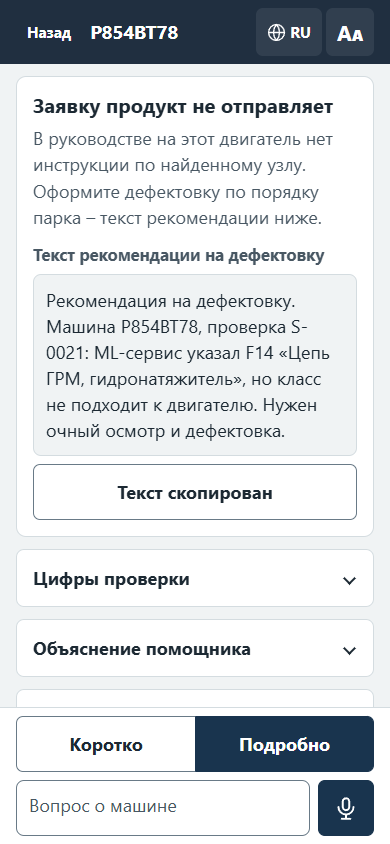 Назад P854BT78 RU Aᴀ
Заявку продукт не отправляет
В руководстве на этот двигатель нет
инструкции по найденному узлу.
Оформите дефектовку по порядку
парка – текст рекомендации ниже.
Текст рекомендации на дефектовку
Рекомендация на дефектовку.
Машина P854BT78, проверка S-
0021: ML-сервис указал F14 «Цепь
ГРМ, гидронатяжитель», но класс
не подходит к двигателю. Нужен
очный осмотр и дефектовка.
Текст скопирован
Цифры проверки
Объяснение помощника
Коротко Подробно
Вопрос о машине